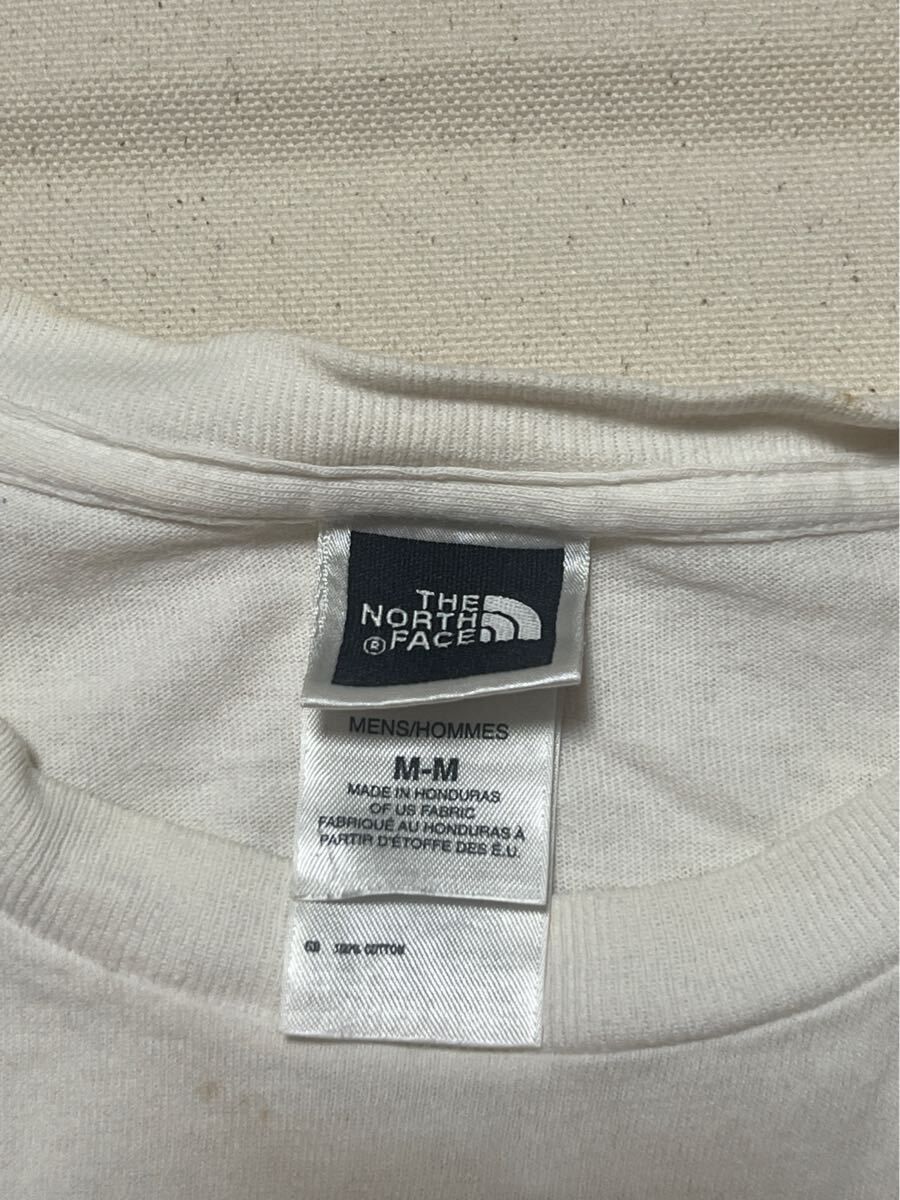 THE
NORTH
® FACE
MENS/HOMMES
M-M
MADE IN HONDURAS
OF US FABRIC
FABRIQUÉ AU HONDURAS À
PARTIR D'ÉTOFFE DES É.U.
GB 100% COTTON